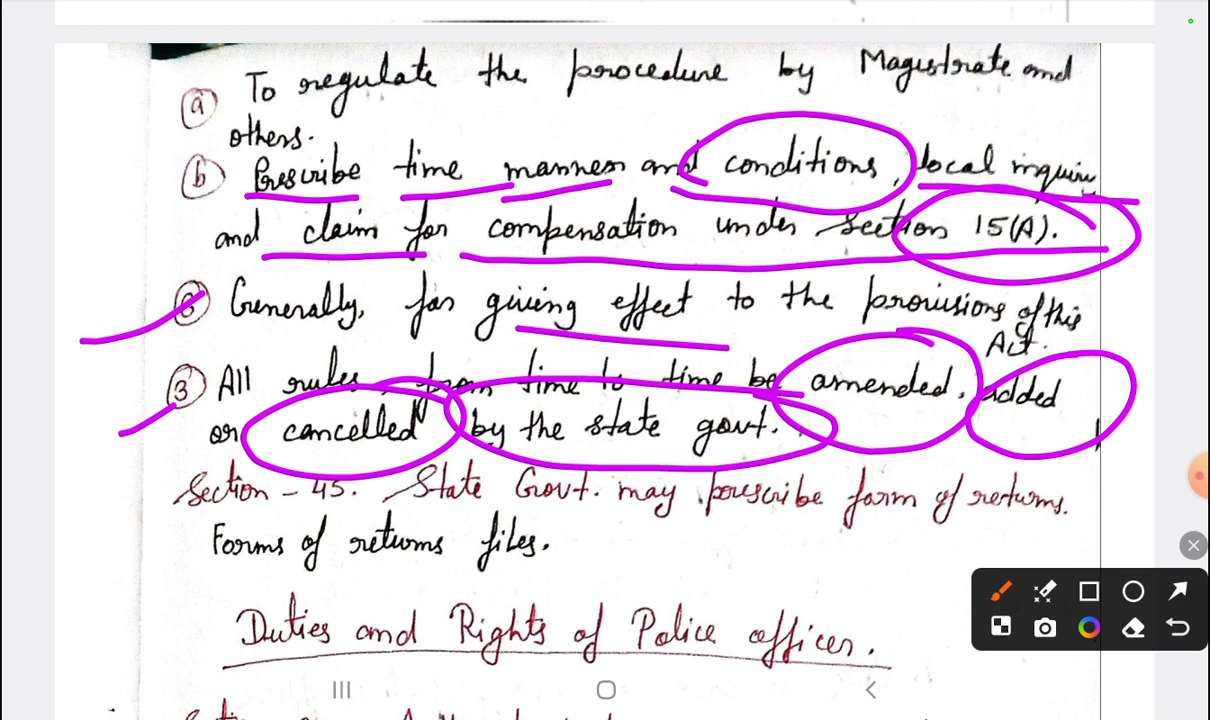 (a) To regulate the procedure by Magistrate and
others.
(b) Prescribe time manner and conditions, local inquiry
and claim for compensation under section 15(A).
(c) Generally, for giving effect to the provisions of this
Act.
(3) All rules, from time to time be amended, added
or cancelled by the state govt.
Section - 45. State Govt. may prescribe form of returns.
Forms of returns files.
Duties and Rights of Police officer.